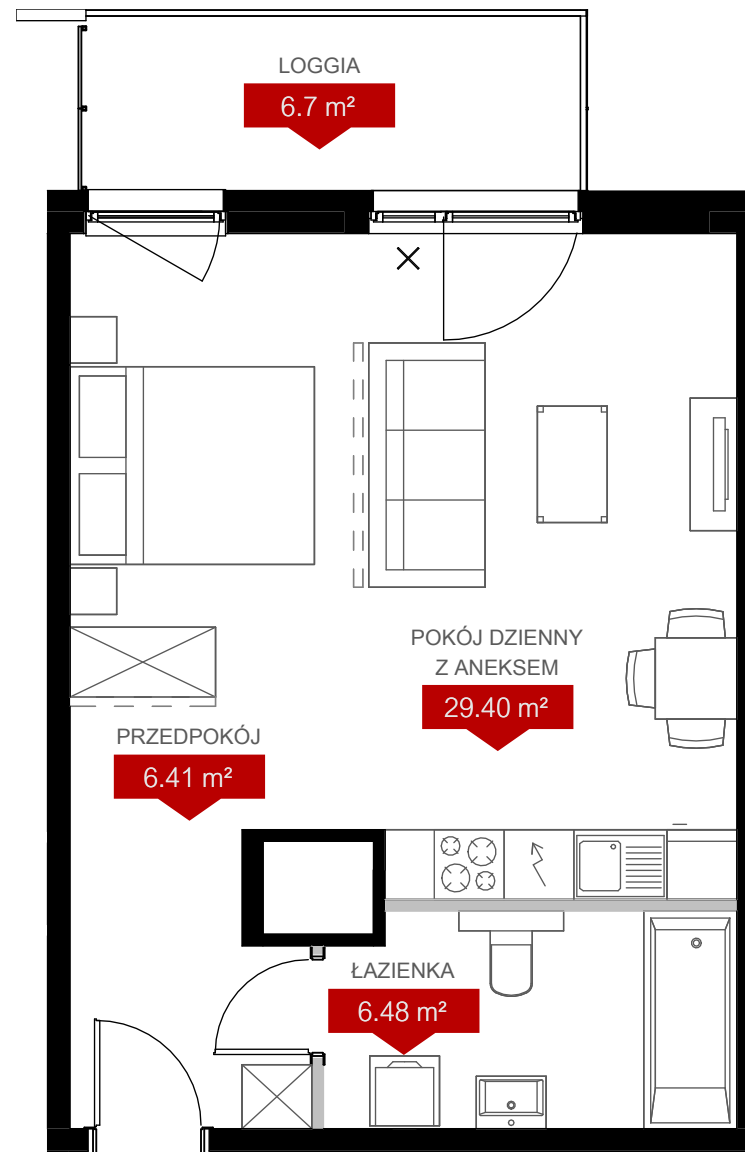 LOGGIA
6.7 m²
POKÓJ DZIENNY
Z ANEKSEM
29.40 m²
PRZEDPOKÓJ
6.41 m²
ŁAZIENKA
6.48 m²